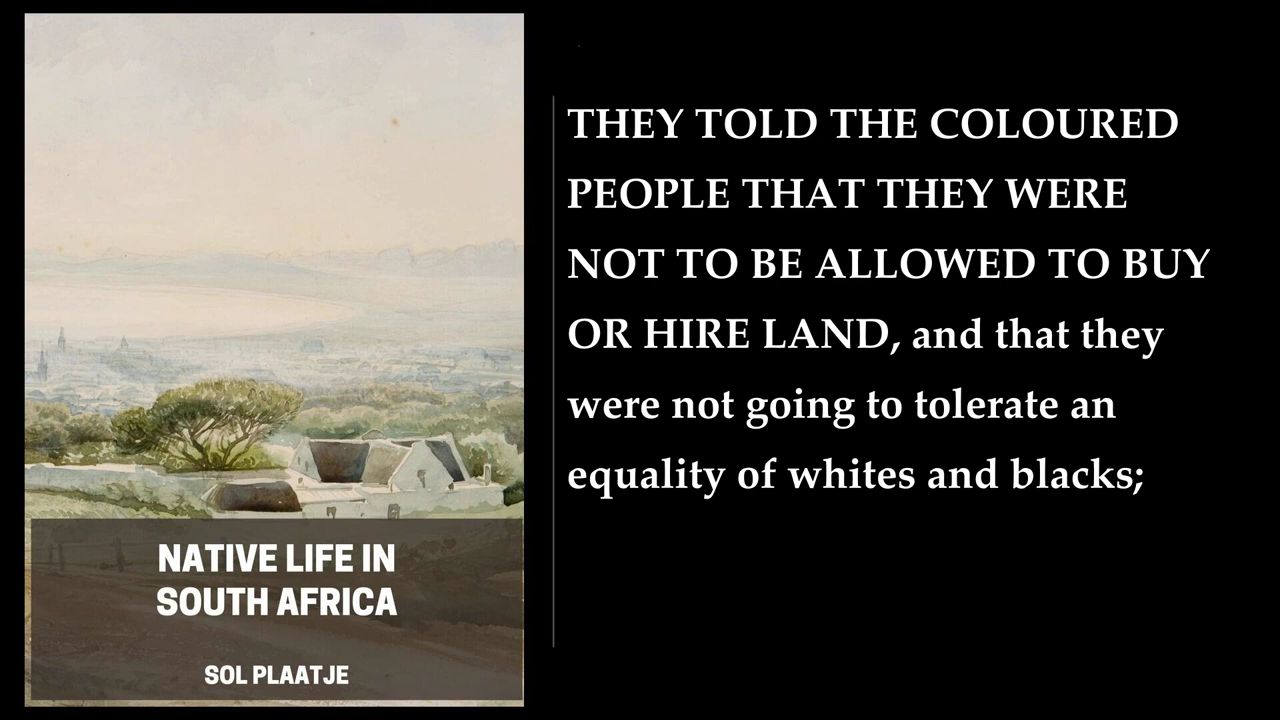 NATIVE LIFE IN
SOUTH AFRICA
SOL PLAATJE
THEY TOLD THE COLOURED
PEOPLE THAT THEY WERE
NOT TO BE ALLOWED TO BUY
OR HIRE LAND, and that they
were not going to tolerate an
equality of whites and blacks;